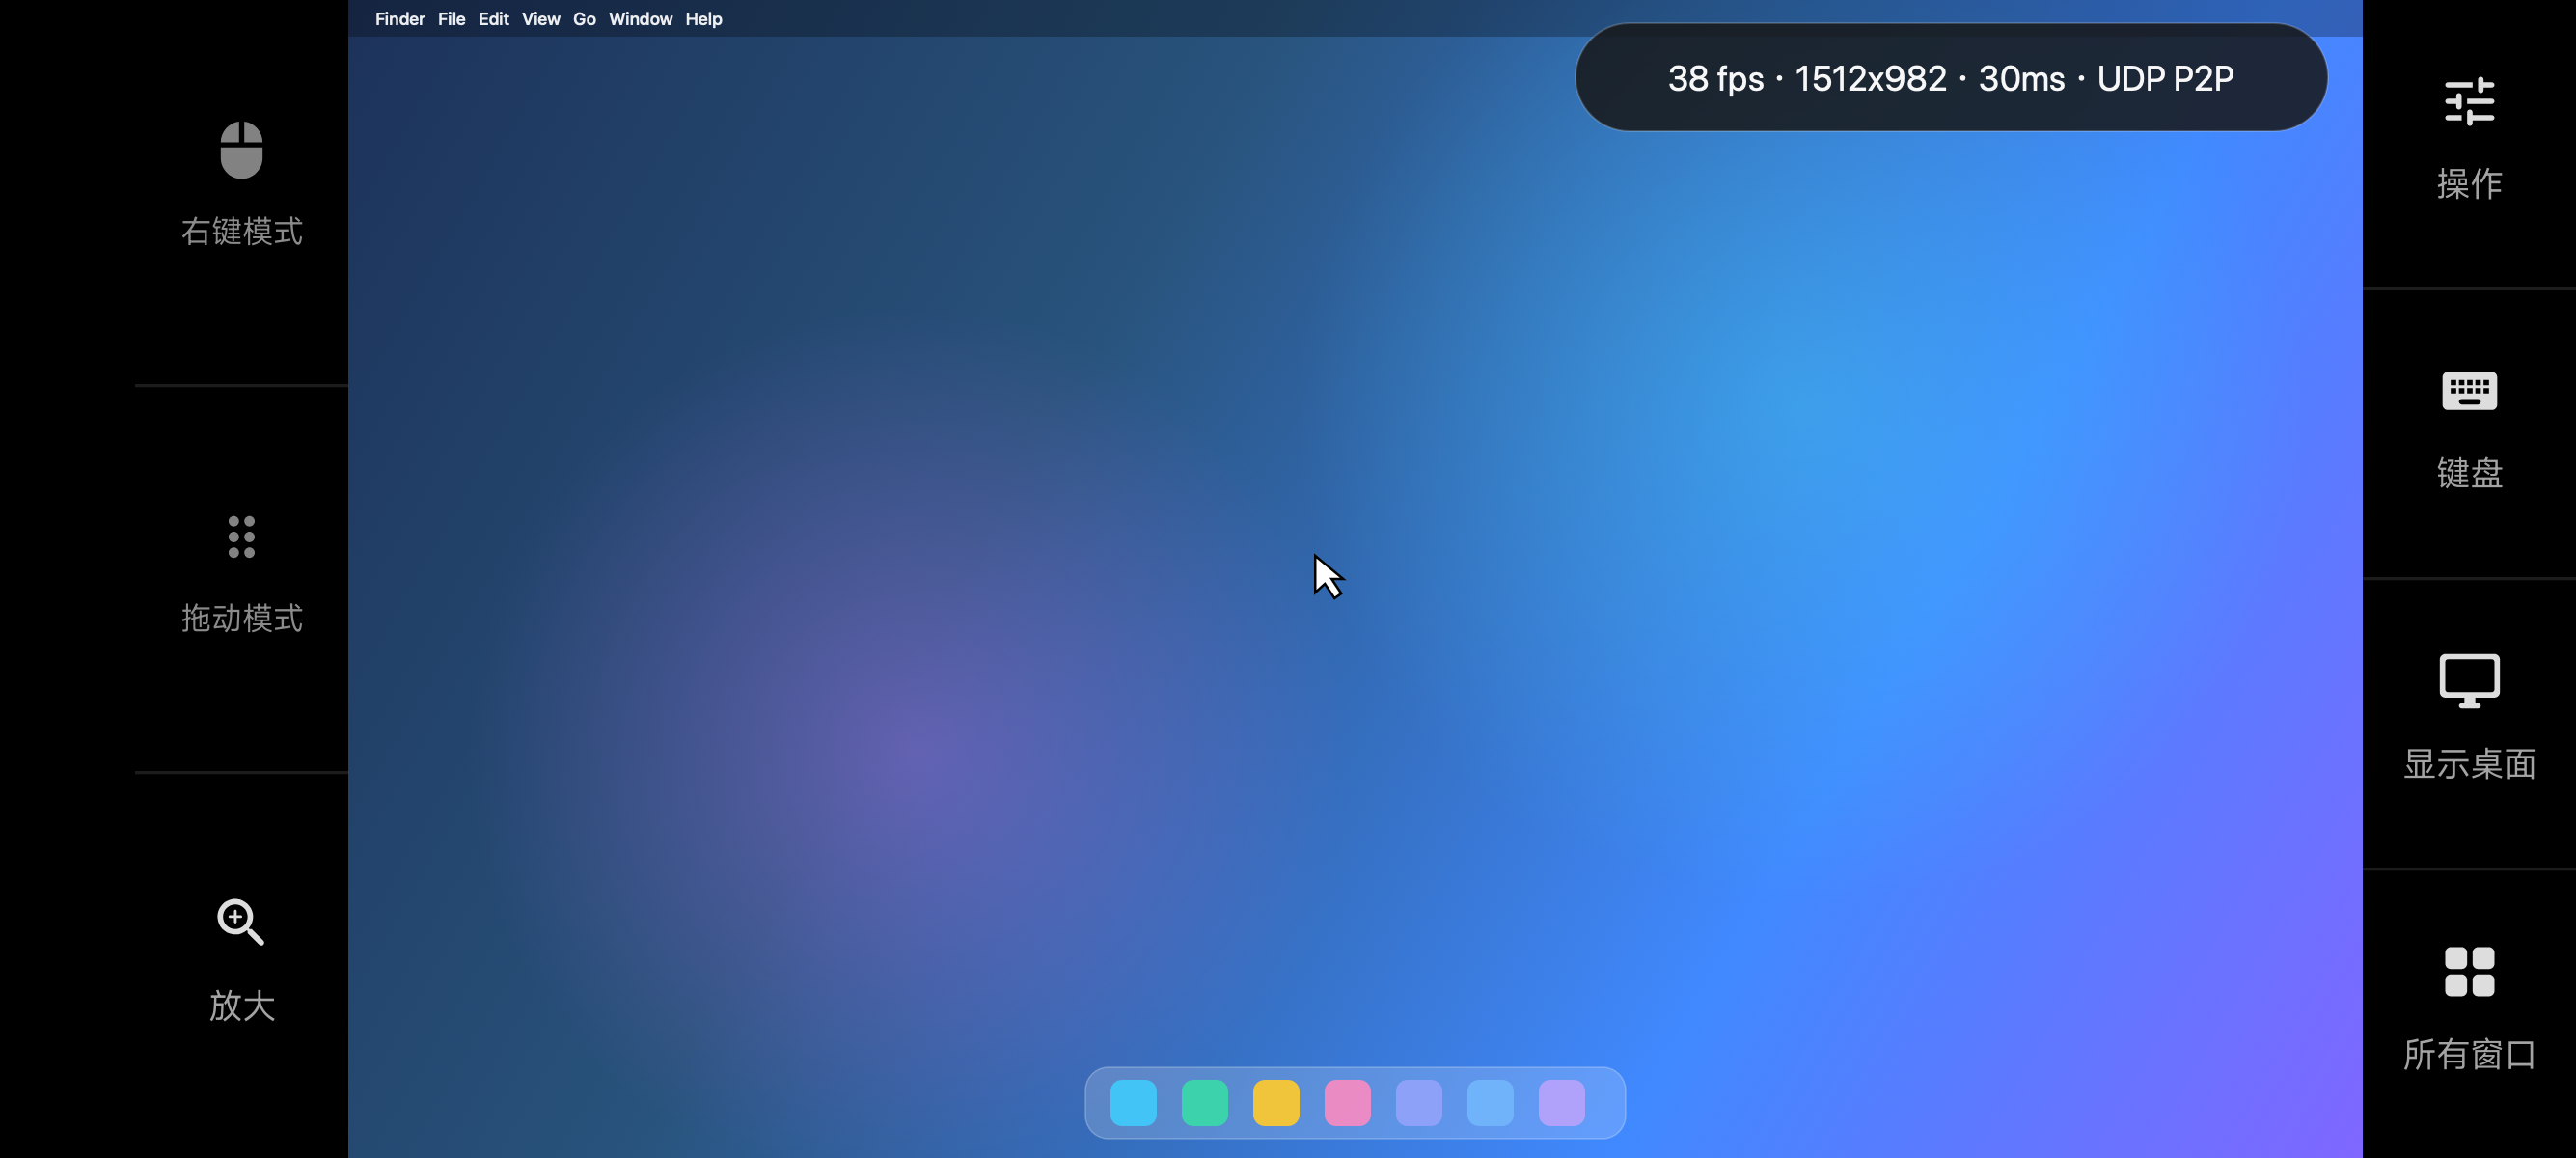 Finder File Edit View Go Window Help
38 fps · 1512x982 · 30ms · UDP P2P
右键模式
拖动模式
放大
操作
键盘
显示桌面
所有窗口